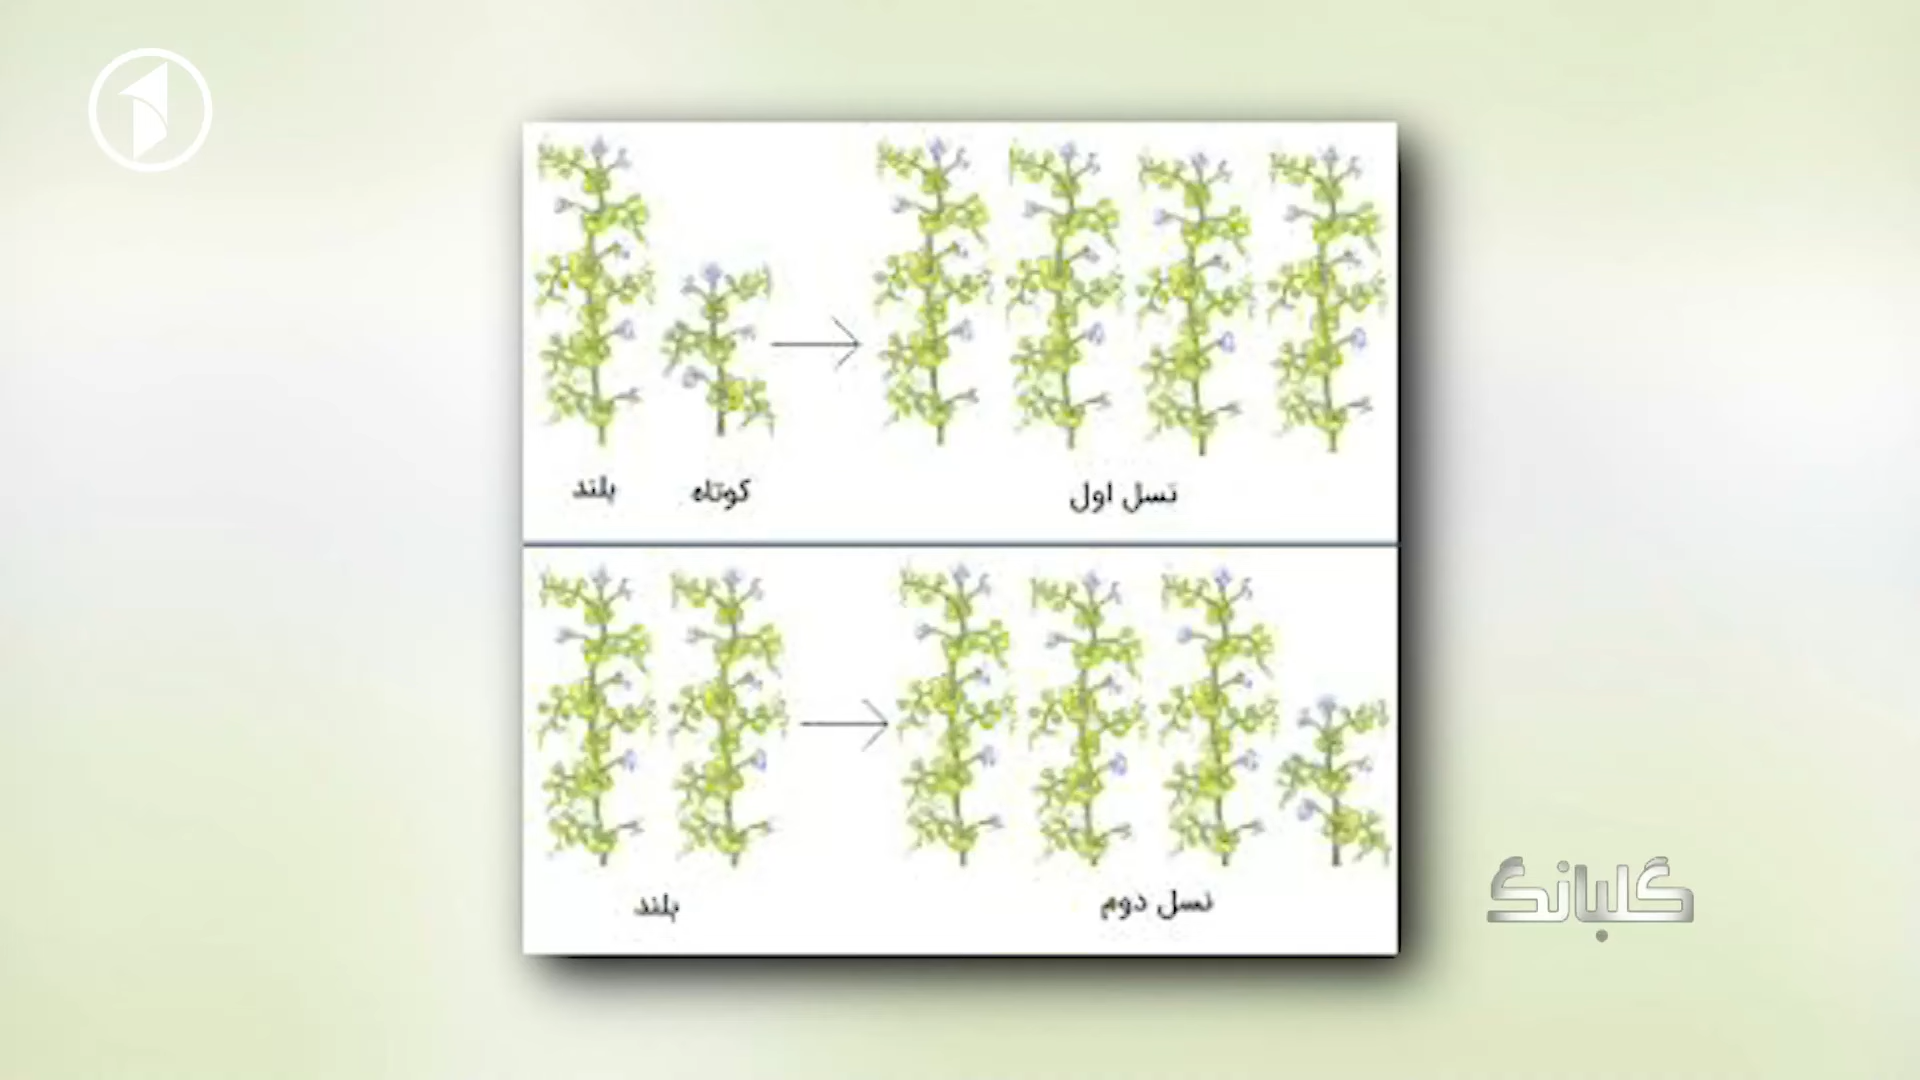 بلند
کوتاه
نسل اول
بلند
نسل دوم
گلبانگ